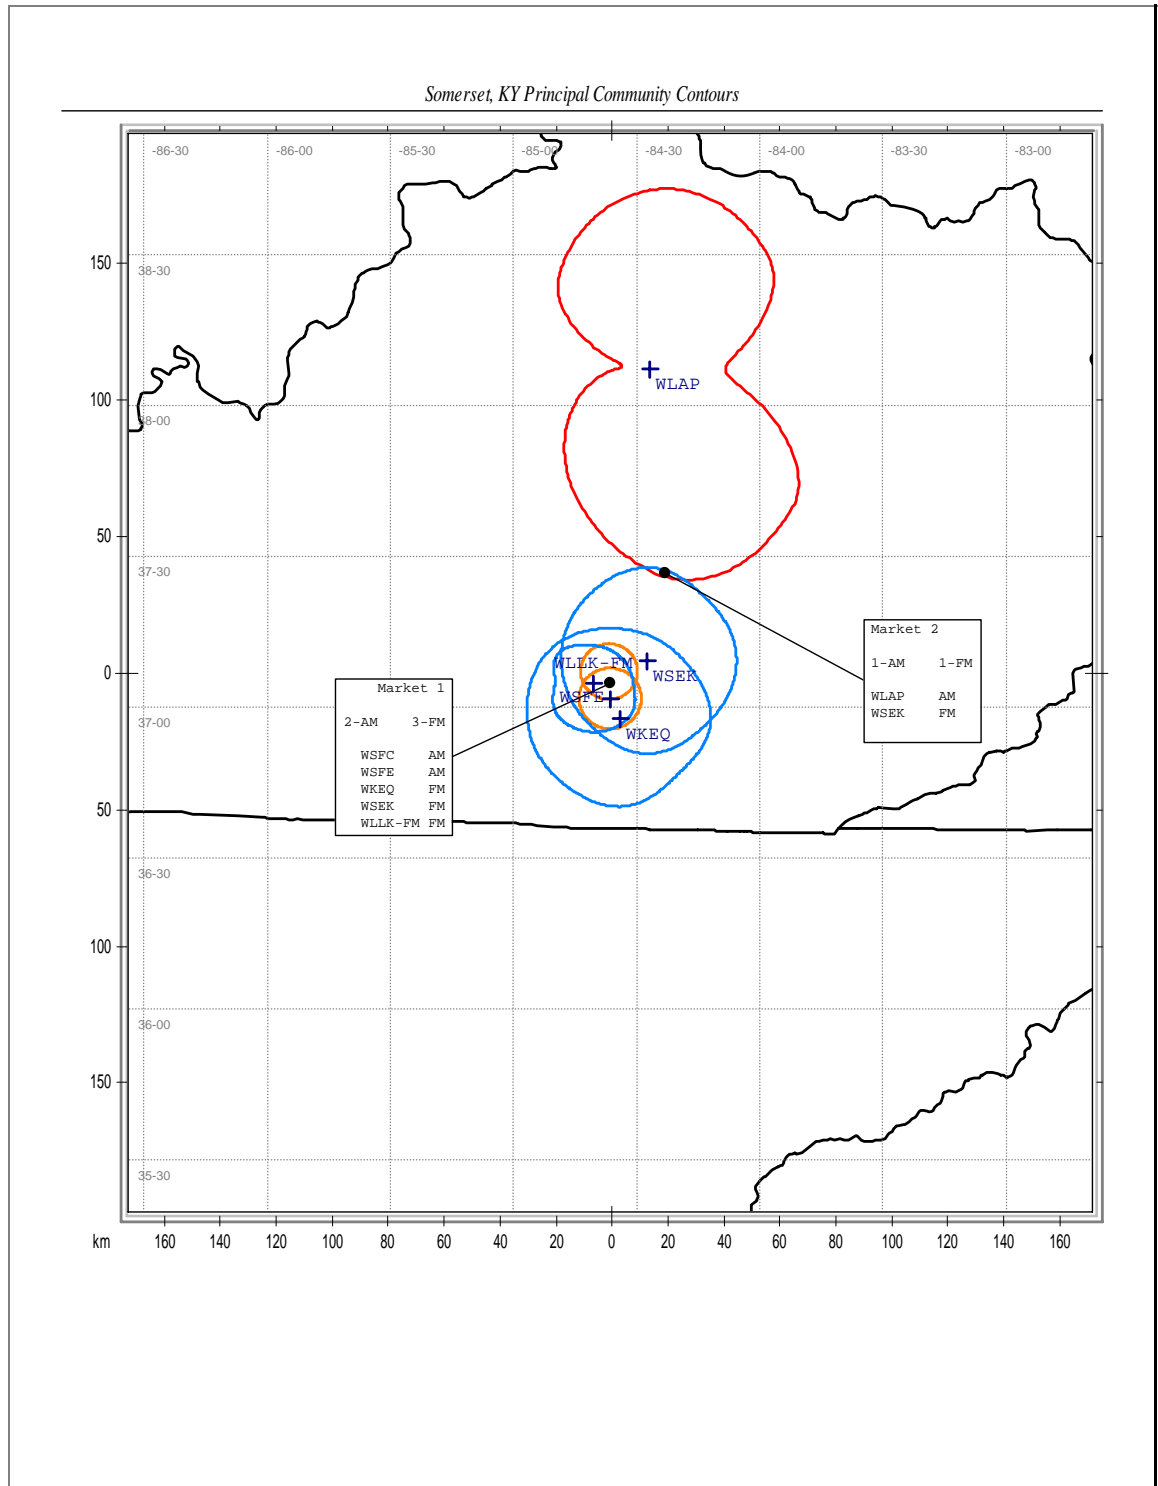 Somerset, KY Principal Community Contours
-86-30 -86-00 -85-30 -85-00 -84-30 -84-00 -83-30 -83-00
150
38-30
WLAP
100
38-00
50
37-30
Market 2
1-AM 1-FM
WLAP AM
WSEK FM
WLLK-FM
WSEK
0
WSFE
WKEQ
37-00
Market 1
2-AM 3-FM
WSFC AM
WSFE AM
WKEQ FM
WSEK FM
WLLK-FM FM
50
36-30
100
36-00
150
35-30
km 160 140 120 100 80 60 40 20 0 20 40 60 80 100 120 140 160